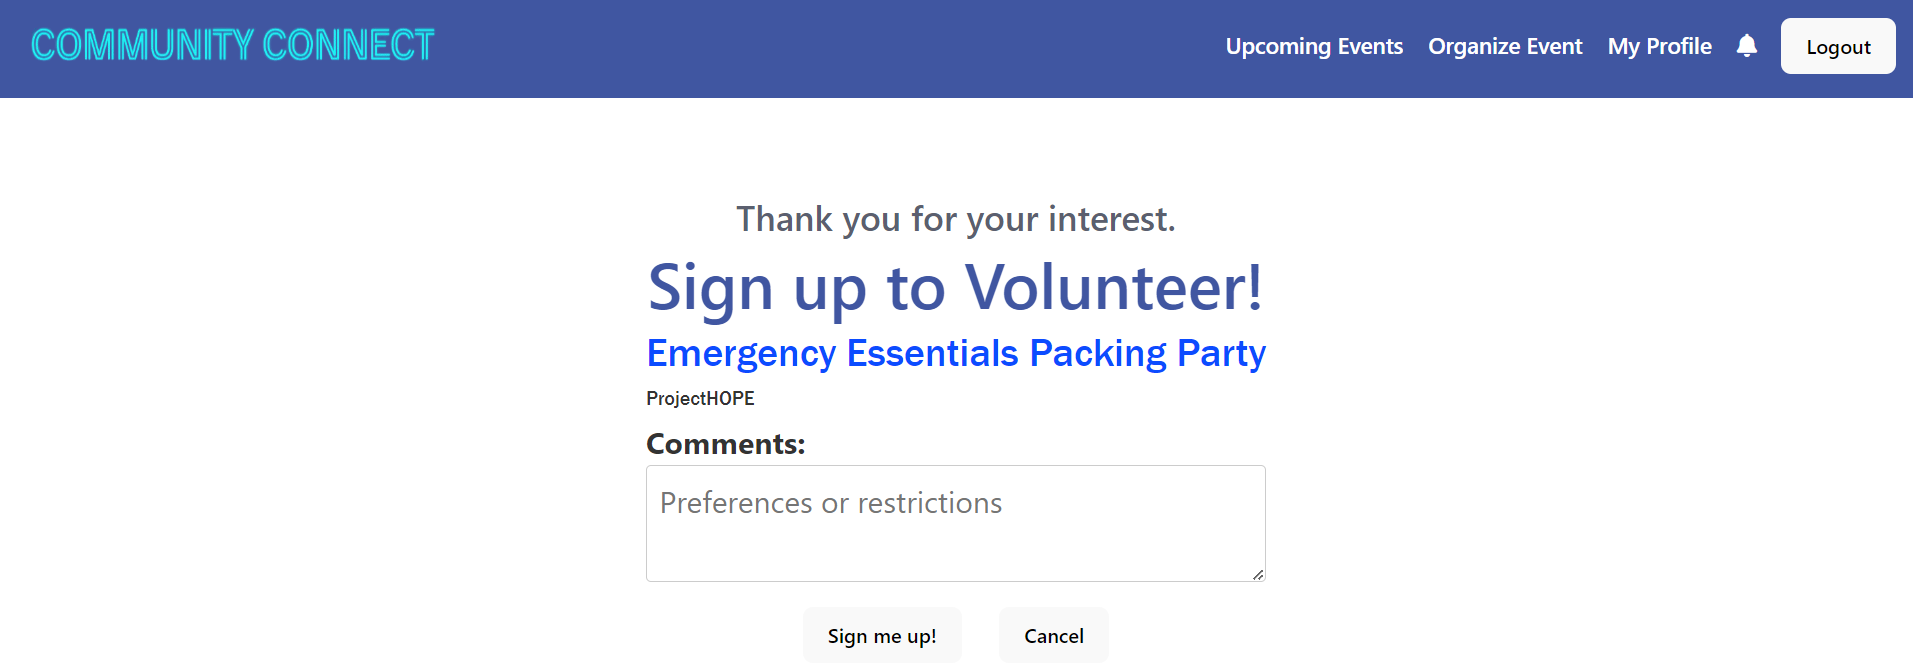 COMMUNITY CONNECT
Upcoming Events Organize Event My Profile Logout
Thank you for your interest.
Sign up to Volunteer!
Emergency Essentials Packing Party
ProjectHOPE
Comments:
Preferences or restrictions
Sign me up! Cancel